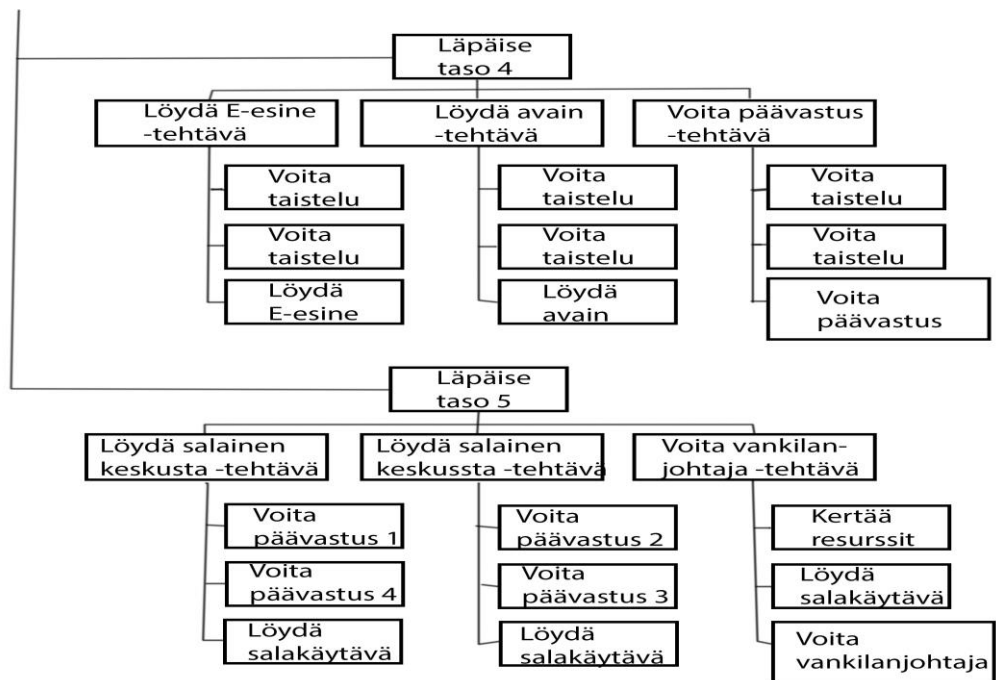 Läpäise
taso 4
Löydä E-esine
-tehtävä
Löydä avain
-tehtävä
Voita päävastus
-tehtävä
Voita
taistelu
Voita
taistelu
Voita
taistelu
Voita
taistelu
Voita
taistelu
Voita
taistelu
Löydä
E-esine
Löydä
avain
Voita
päävastus
Läpäise
taso 5
Löydä salainen
keskusta -tehtävä
Löydä salainen
keskussta -tehtävä
Voita vankilan-
johtaja -tehtävä
Voita
päävastus 1
Voita
päävastus 2
Kertää
resurssit
Voita
päävastus 4
Voita
päävastus 3
Löydä
salakäytävä
Löydä
salakäytävä
Löydä
salakäytävä
Voita
vankilanjohtaja